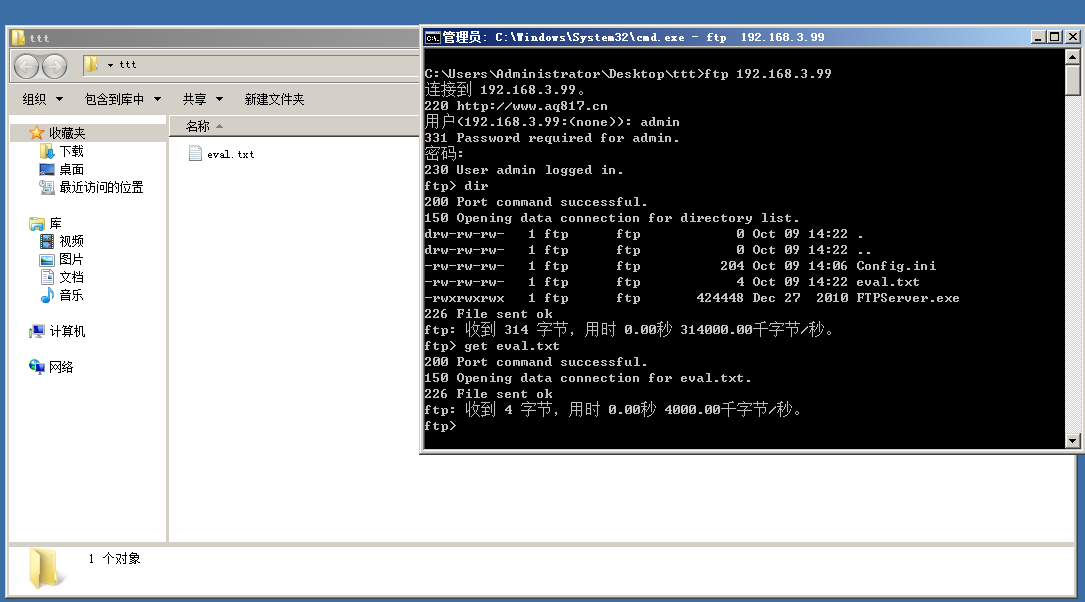 ttt
ttt
组织 包含到库中 共享 新建文件夹
收藏夹
下载
桌面
最近访问的位置
库
视频
图片
文档
音乐
计算机
网络
名称
eval.txt
1 个对象
管理员: C:\Windows\System32\cmd.exe - ftp 192.168.3.99
C:\Users\Administrator\Desktop\ttt>ftp 192.168.3.99
连接到 192.168.3.99。
220 http://www.aq817.cn
用户(192.168.3.99:(none)): admin
331 Password required for admin.
密码:
230 User admin logged in.
ftp> dir
200 Port command successful.
150 Opening data connection for directory list.
drw-rw-rw- 1 ftp ftp 0 Oct 09 14:22 .
drw-rw-rw- 1 ftp ftp 0 Oct 09 14:22 ..
-rw-rw-rw- 1 ftp ftp 204 Oct 09 14:06 Config.ini
-rw-rw-rw- 1 ftp ftp 4 Oct 09 14:22 eval.txt
-rwxrwxrwx 1 ftp ftp 424448 Dec 27 2010 FTPServer.exe
226 File sent ok
ftp: 收到 314 字节，用时 0.00秒 314000.00千字节/秒。
ftp> get eval.txt
200 Port command successful.
150 Opening data connection for eval.txt.
226 File sent ok
ftp: 收到 4 字节，用时 0.00秒 4000.00千字节/秒。
ftp>